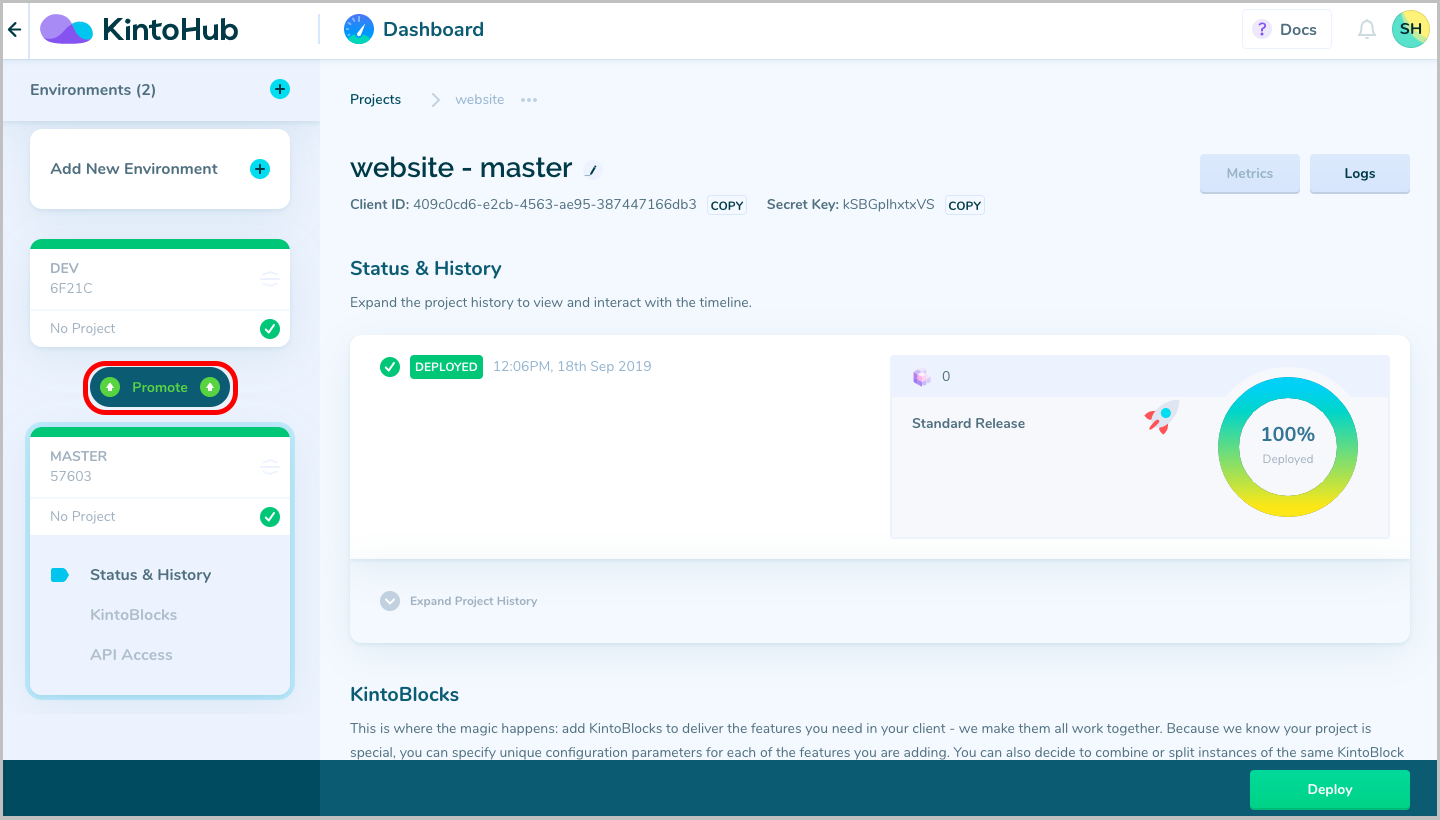 KintoHub
Dashboard
? Docs
SH
Environments (2)
Add New Environment
DEV
6F21C
No Project
Promote
MASTER
57603
No Project
Status & History
KintoBlocks
API Access
Projects
website
website - master
Metrics
Logs
Client ID: 409c0cd6-e2cb-4563-ae95-387447166db3 COPY Secret Key: kSBGplhxtxVS COPY
Status & History
Expand the project history to view and interact with the timeline.
DEPLOYED 12:06PM, 18th Sep 2019
0
Standard Release
100%
Deployed
Expand Project History
KintoBlocks
This is where the magic happens: add KintoBlocks to deliver the features you need in your client - we make them all work together. Because we know your project is
special, you can specify unique configuration parameters for each of the features you are adding. You can also decide to combine or split instances of the same KintoBlock
Deploy